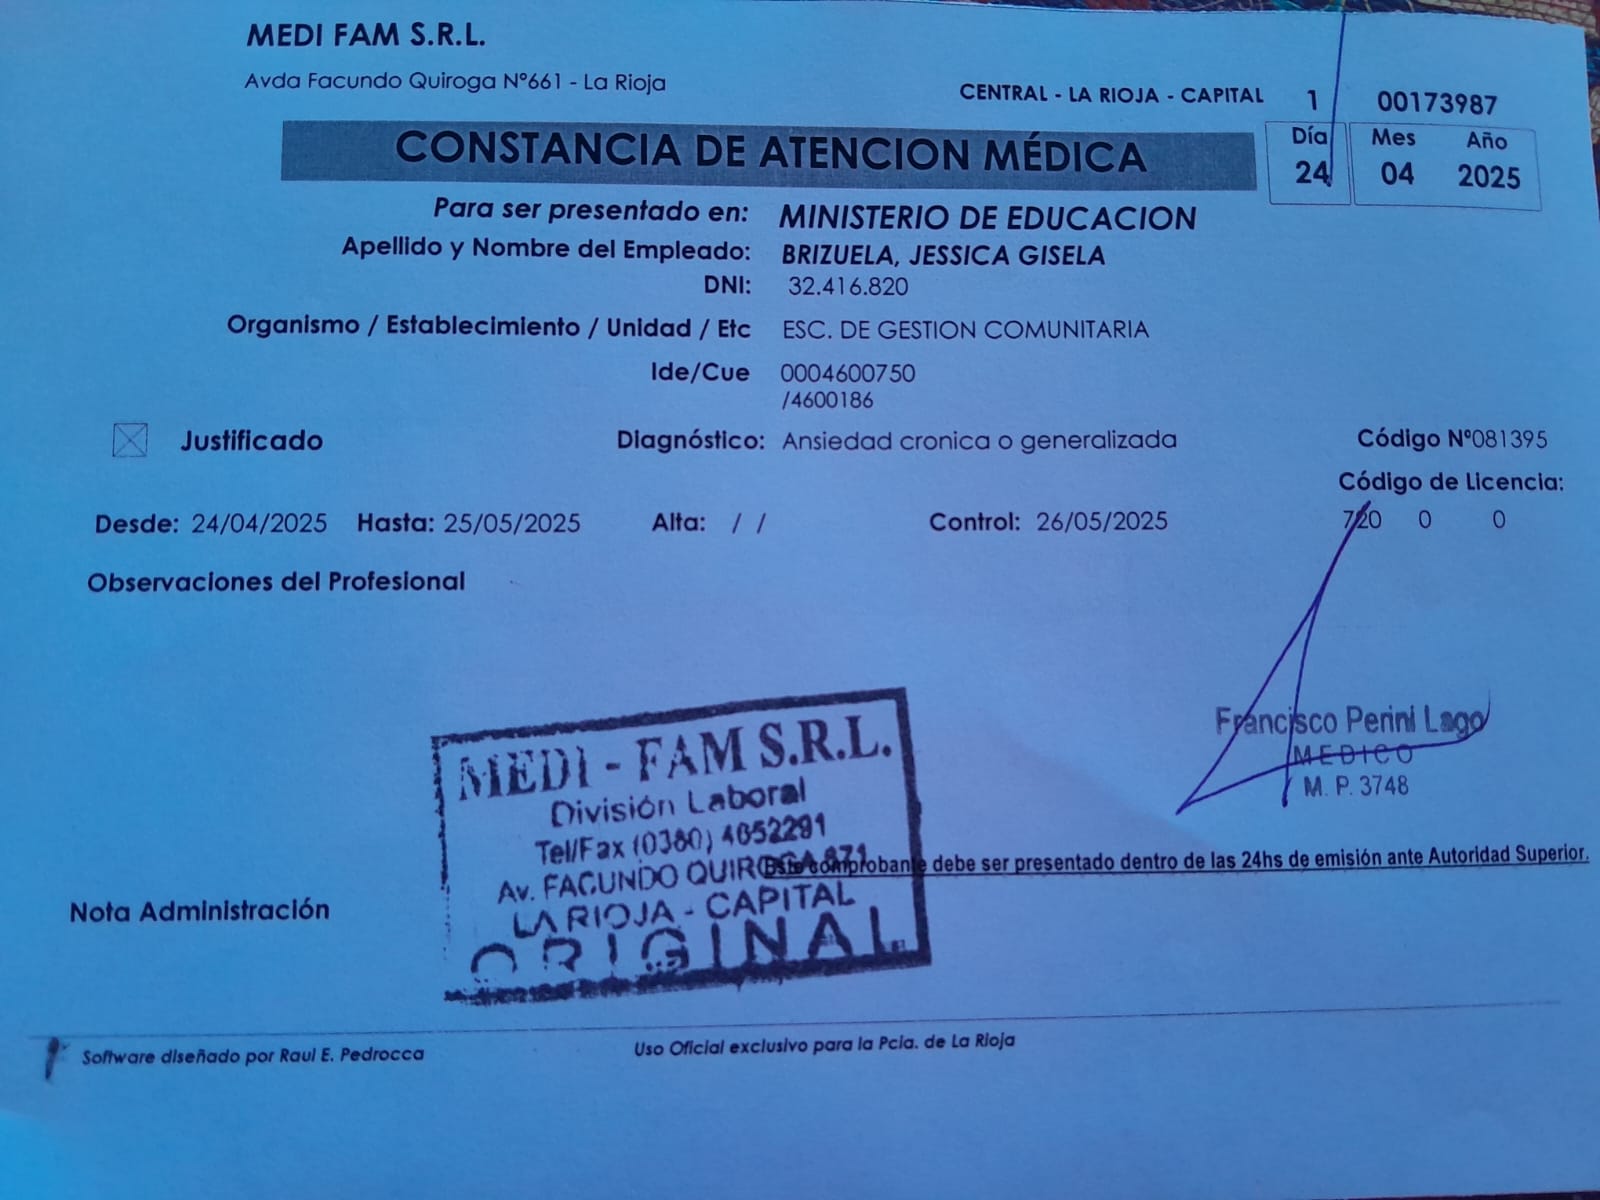 MEDI FAM S.R.L.
Avda Facundo Quiroga Nº661 - La Rioja
CENTRAL - LA RIOJA - CAPITAL 1 00173987
CONSTANCIA DE ATENCION MÉDICA
Día Mes Año
24 04 2025
Para ser presentado en: MINISTERIO DE EDUCACION
Apellido y Nombre del Empleado: BRIZUELA, JESSICA GISELA
DNI: 32.416.820
Organismo / Establecimiento / Unidad / Etc ESC. DE GESTION COMUNITARIA
Ide/Cue 0004600750
/4600186
Justificado Diagnóstico: Ansiedad cronica o generalizada Código Nº081395
Código de Licencia:
Desde: 24/04/2025 Hasta: 25/05/2025 Alta: / / Control: 26/05/2025 720 0 0
Observaciones del Profesional
Francisco Perini Lago
MEDICO
M. P. 3748
MEDI - FAM S.R.L.
División Laboral
Tel/Fax (0380) 4652291
Av. FACUNDO QUIROGA
LA RIOJA - CAPITAL
ORIGINAL
Este comprobante debe ser presentado dentro de las 24hs de emisión ante Autoridad Superior.
Nota Administración
Software diseñado por Raul E. Pedrocca
Uso Oficial exclusivo para la Pcia. de La Rioja